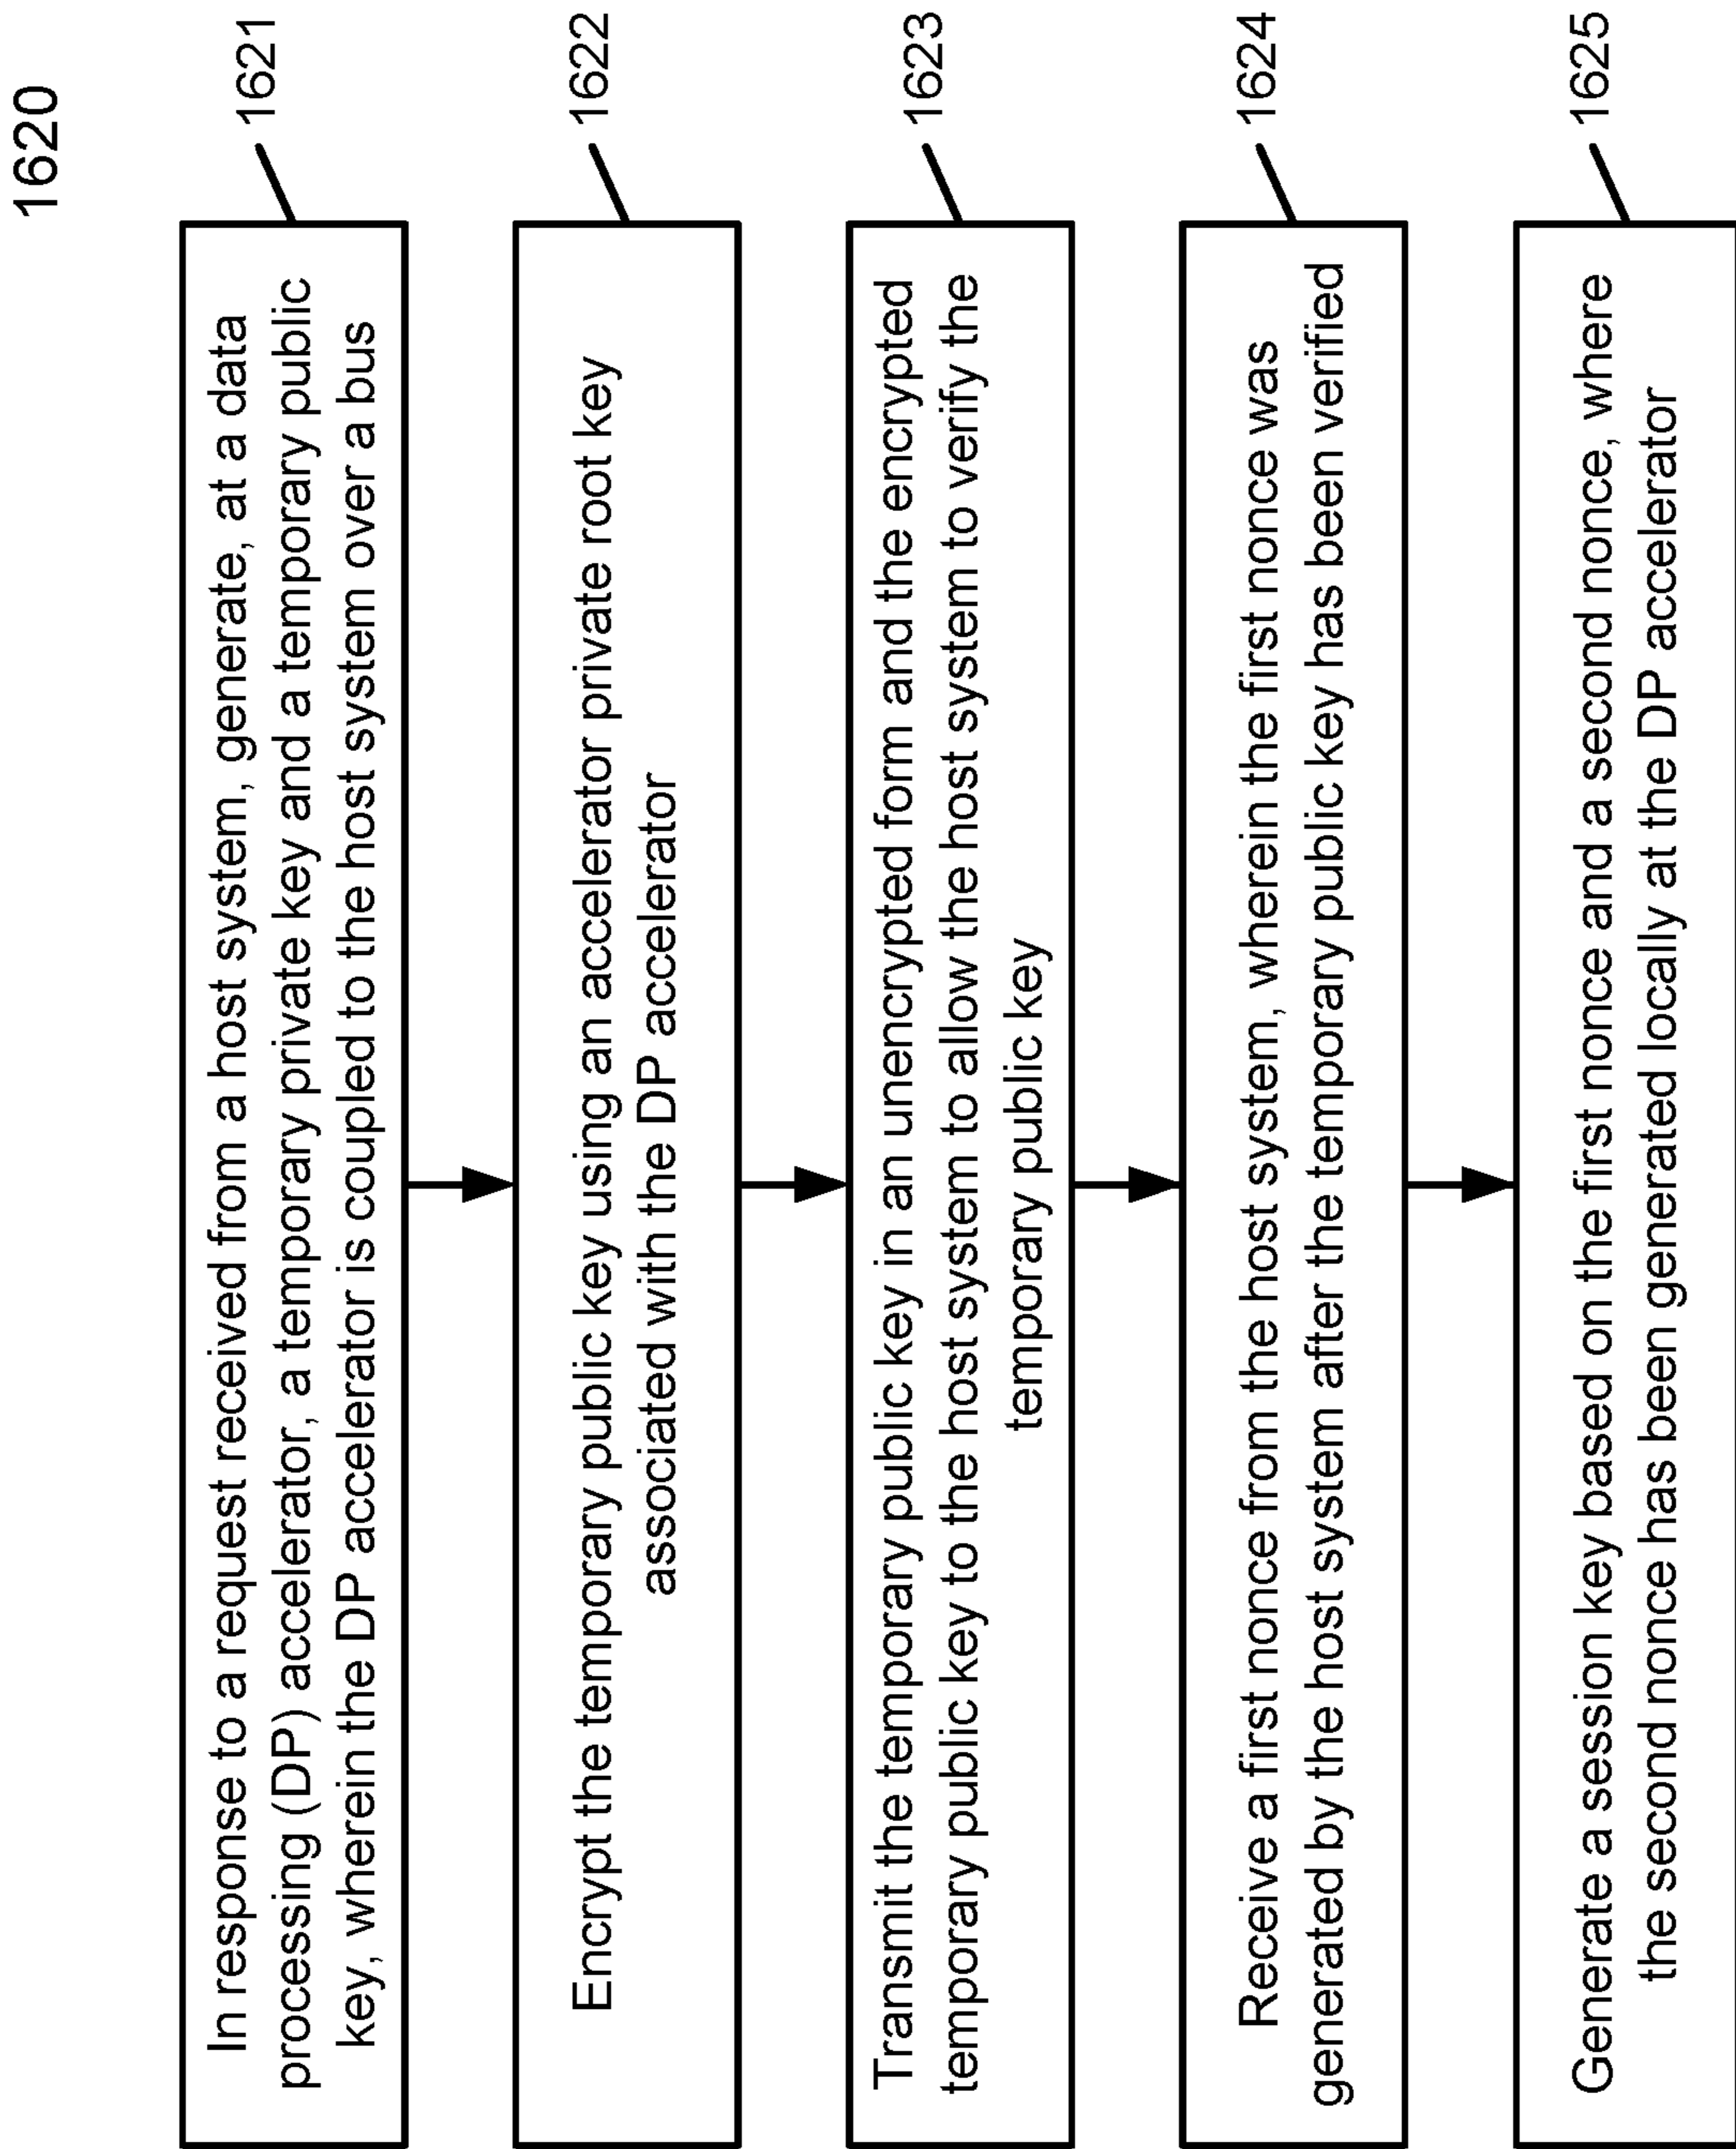 1620
In response to a request received from a host system, generate, at a data
processing (DP) accelerator, a temporary private key and a temporary public
key, wherein the DP accelerator is coupled to the host system over a bus
1621
Encrypt the temporary public key using an accelerator private root key
associated with the DP accelerator
1622
Transmit the temporary public key in an unencrypted form and the encrypted
temporary public key to the host system to allow the host system to verify the
temporary public key
1623
Receive a first nonce from the host system, wherein the first nonce was
generated by the host system after the temporary public key has been verified
1624
Generate a session key based on the first nonce and a second nonce, where
the second nonce has been generated locally at the DP accelerator
1625